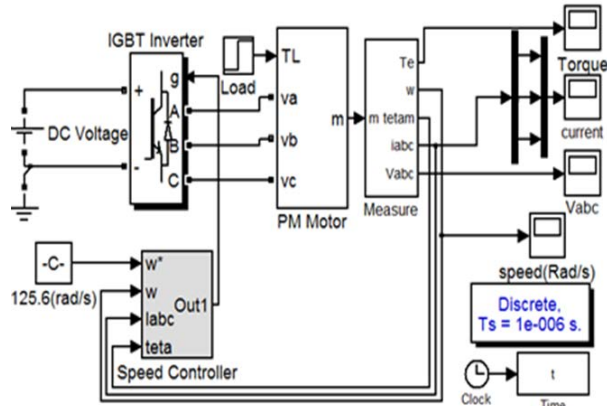 IGBT Inverter
DC Voltage
+
-
g
A
B
C
Load
TL
va
vb
vc
m
PM Motor
Te
w
m tetam
iabc
Vabc
Measure
Torque
current
Vabc
speed(Rad/s)
-C-
125.6(rad/s)
w*
w
Iabc
teta
Out1
Speed Controller
Discrete,
Ts = 1e-006 s.
Clock
t
Time